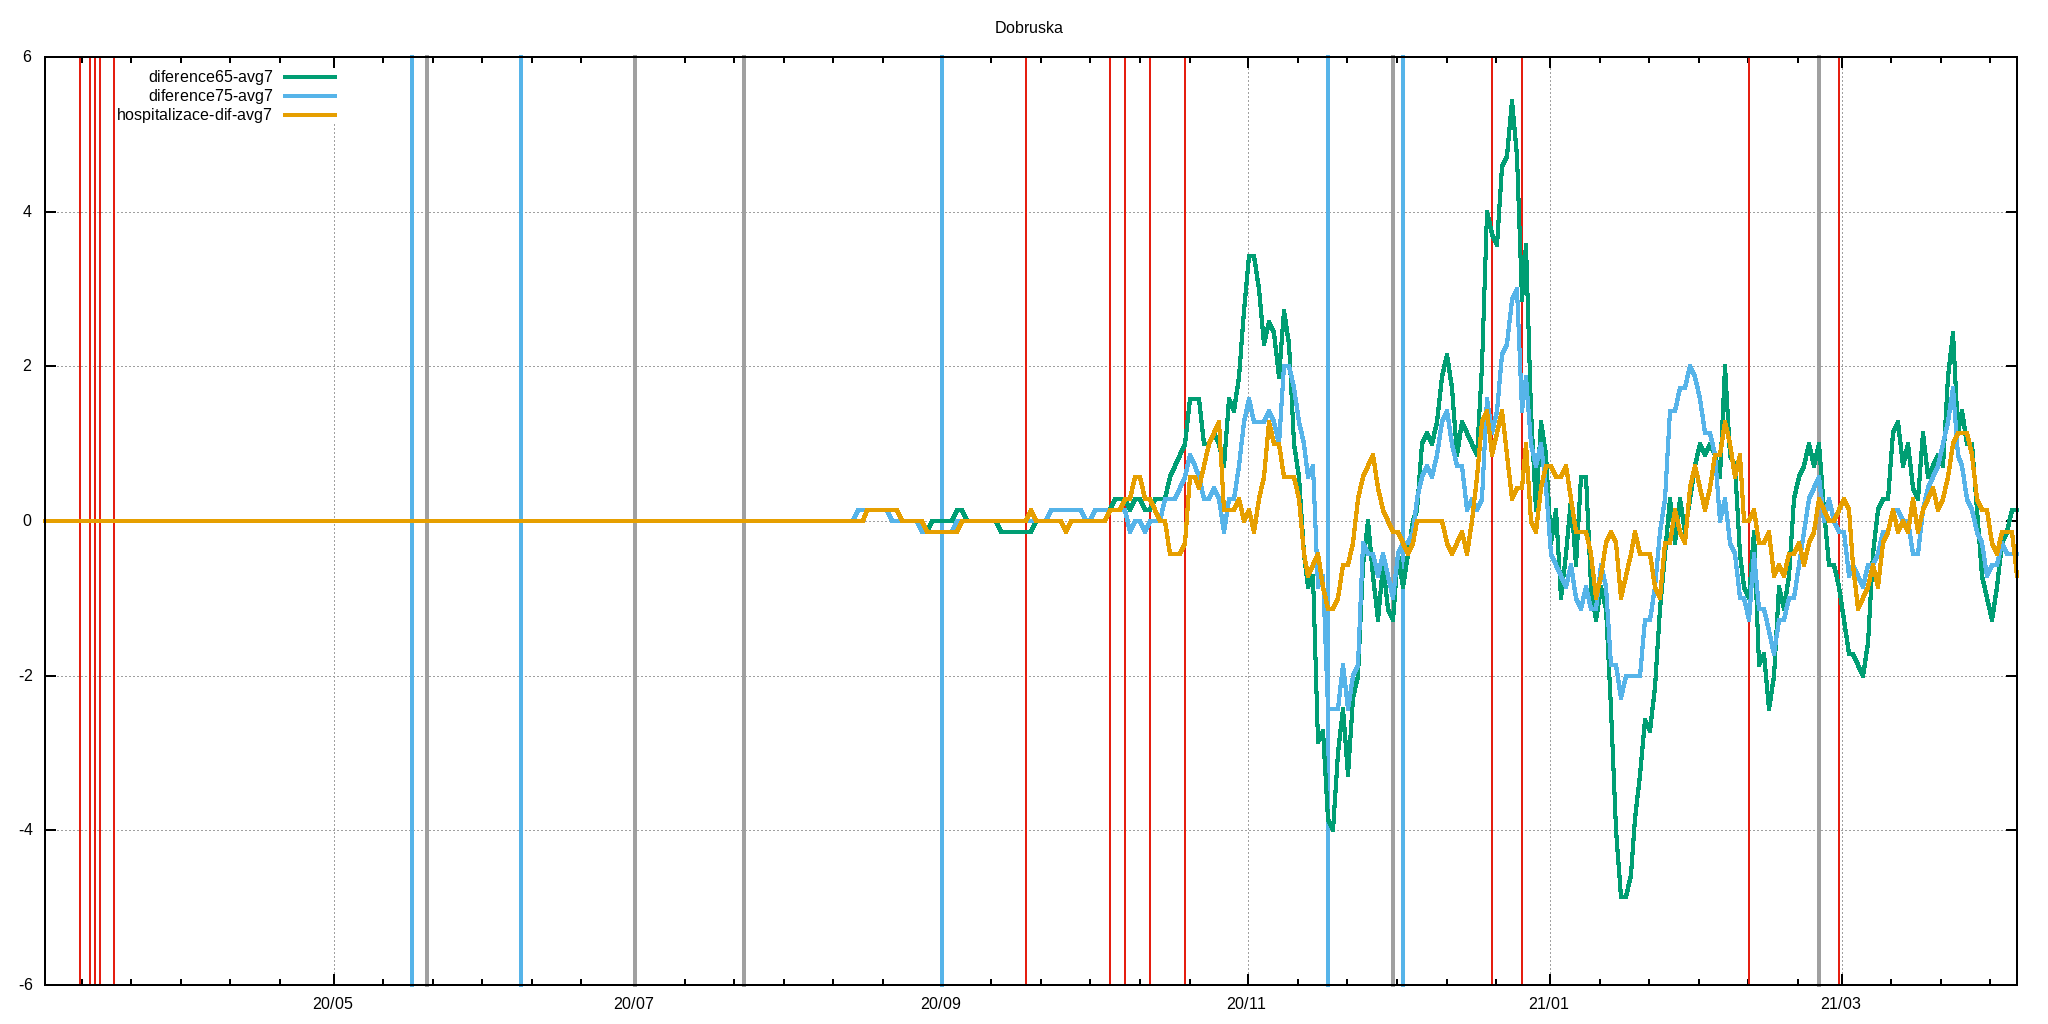 Dobruska
diference65-avg7
diference75-avg7
hospitalizace-dif-avg7
6
4
2
0
-2
-4
-6
20/05 20/07 20/09 20/11 21/01 21/03